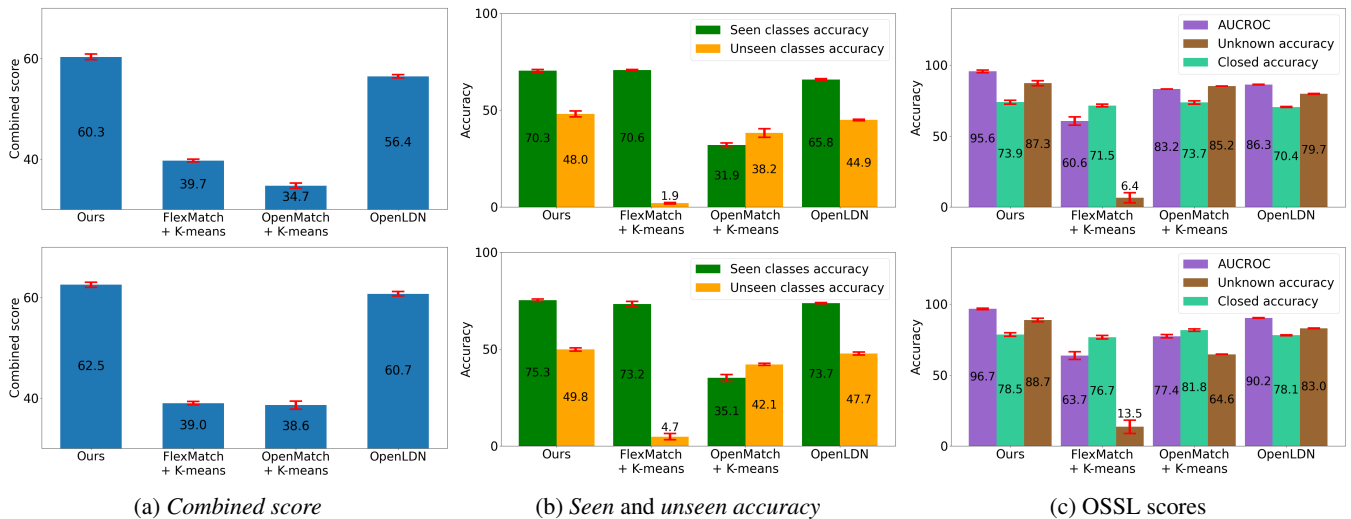 Combined score
60
40
60.3
39.7
34.7
56.4
Ours
FlexMatch
+ K-means
OpenMatch
+ K-means
OpenLDN
Accuracy
100
50
0
Seen classes accuracy
Unseen classes accuracy
70.3
48.0
70.6
1.9
31.9
38.2
65.8
44.9
Ours
FlexMatch
+ K-means
OpenMatch
+ K-means
OpenLDN
Accuracy
100
50
0
AUCROC
Unknown accuracy
Closed accuracy
95.6
73.9
87.3
60.6
71.5
6.4
83.2
73.7
85.2
86.3
70.4
79.7
Ours
FlexMatch
+ K-means
OpenMatch
+ K-means
OpenLDN
Combined score
60
40
62.5
39.0
38.6
60.7
Ours
FlexMatch
+ K-means
OpenMatch
+ K-means
OpenLDN
Accuracy
100
50
0
Seen classes accuracy
Unseen classes accuracy
75.3
49.8
73.2
4.7
35.1
42.1
73.7
47.7
Ours
FlexMatch
+ K-means
OpenMatch
+ K-means
OpenLDN
Accuracy
100
50
0
AUCROC
Unknown accuracy
Closed accuracy
96.7
78.5
88.7
63.7
76.7
13.5
77.4
81.8
64.6
90.2
78.1
83.0
Ours
FlexMatch
+ K-means
OpenMatch
+ K-means
OpenLDN
(a) Combined score
(b) Seen and unseen accuracy
(c) OSSL scores